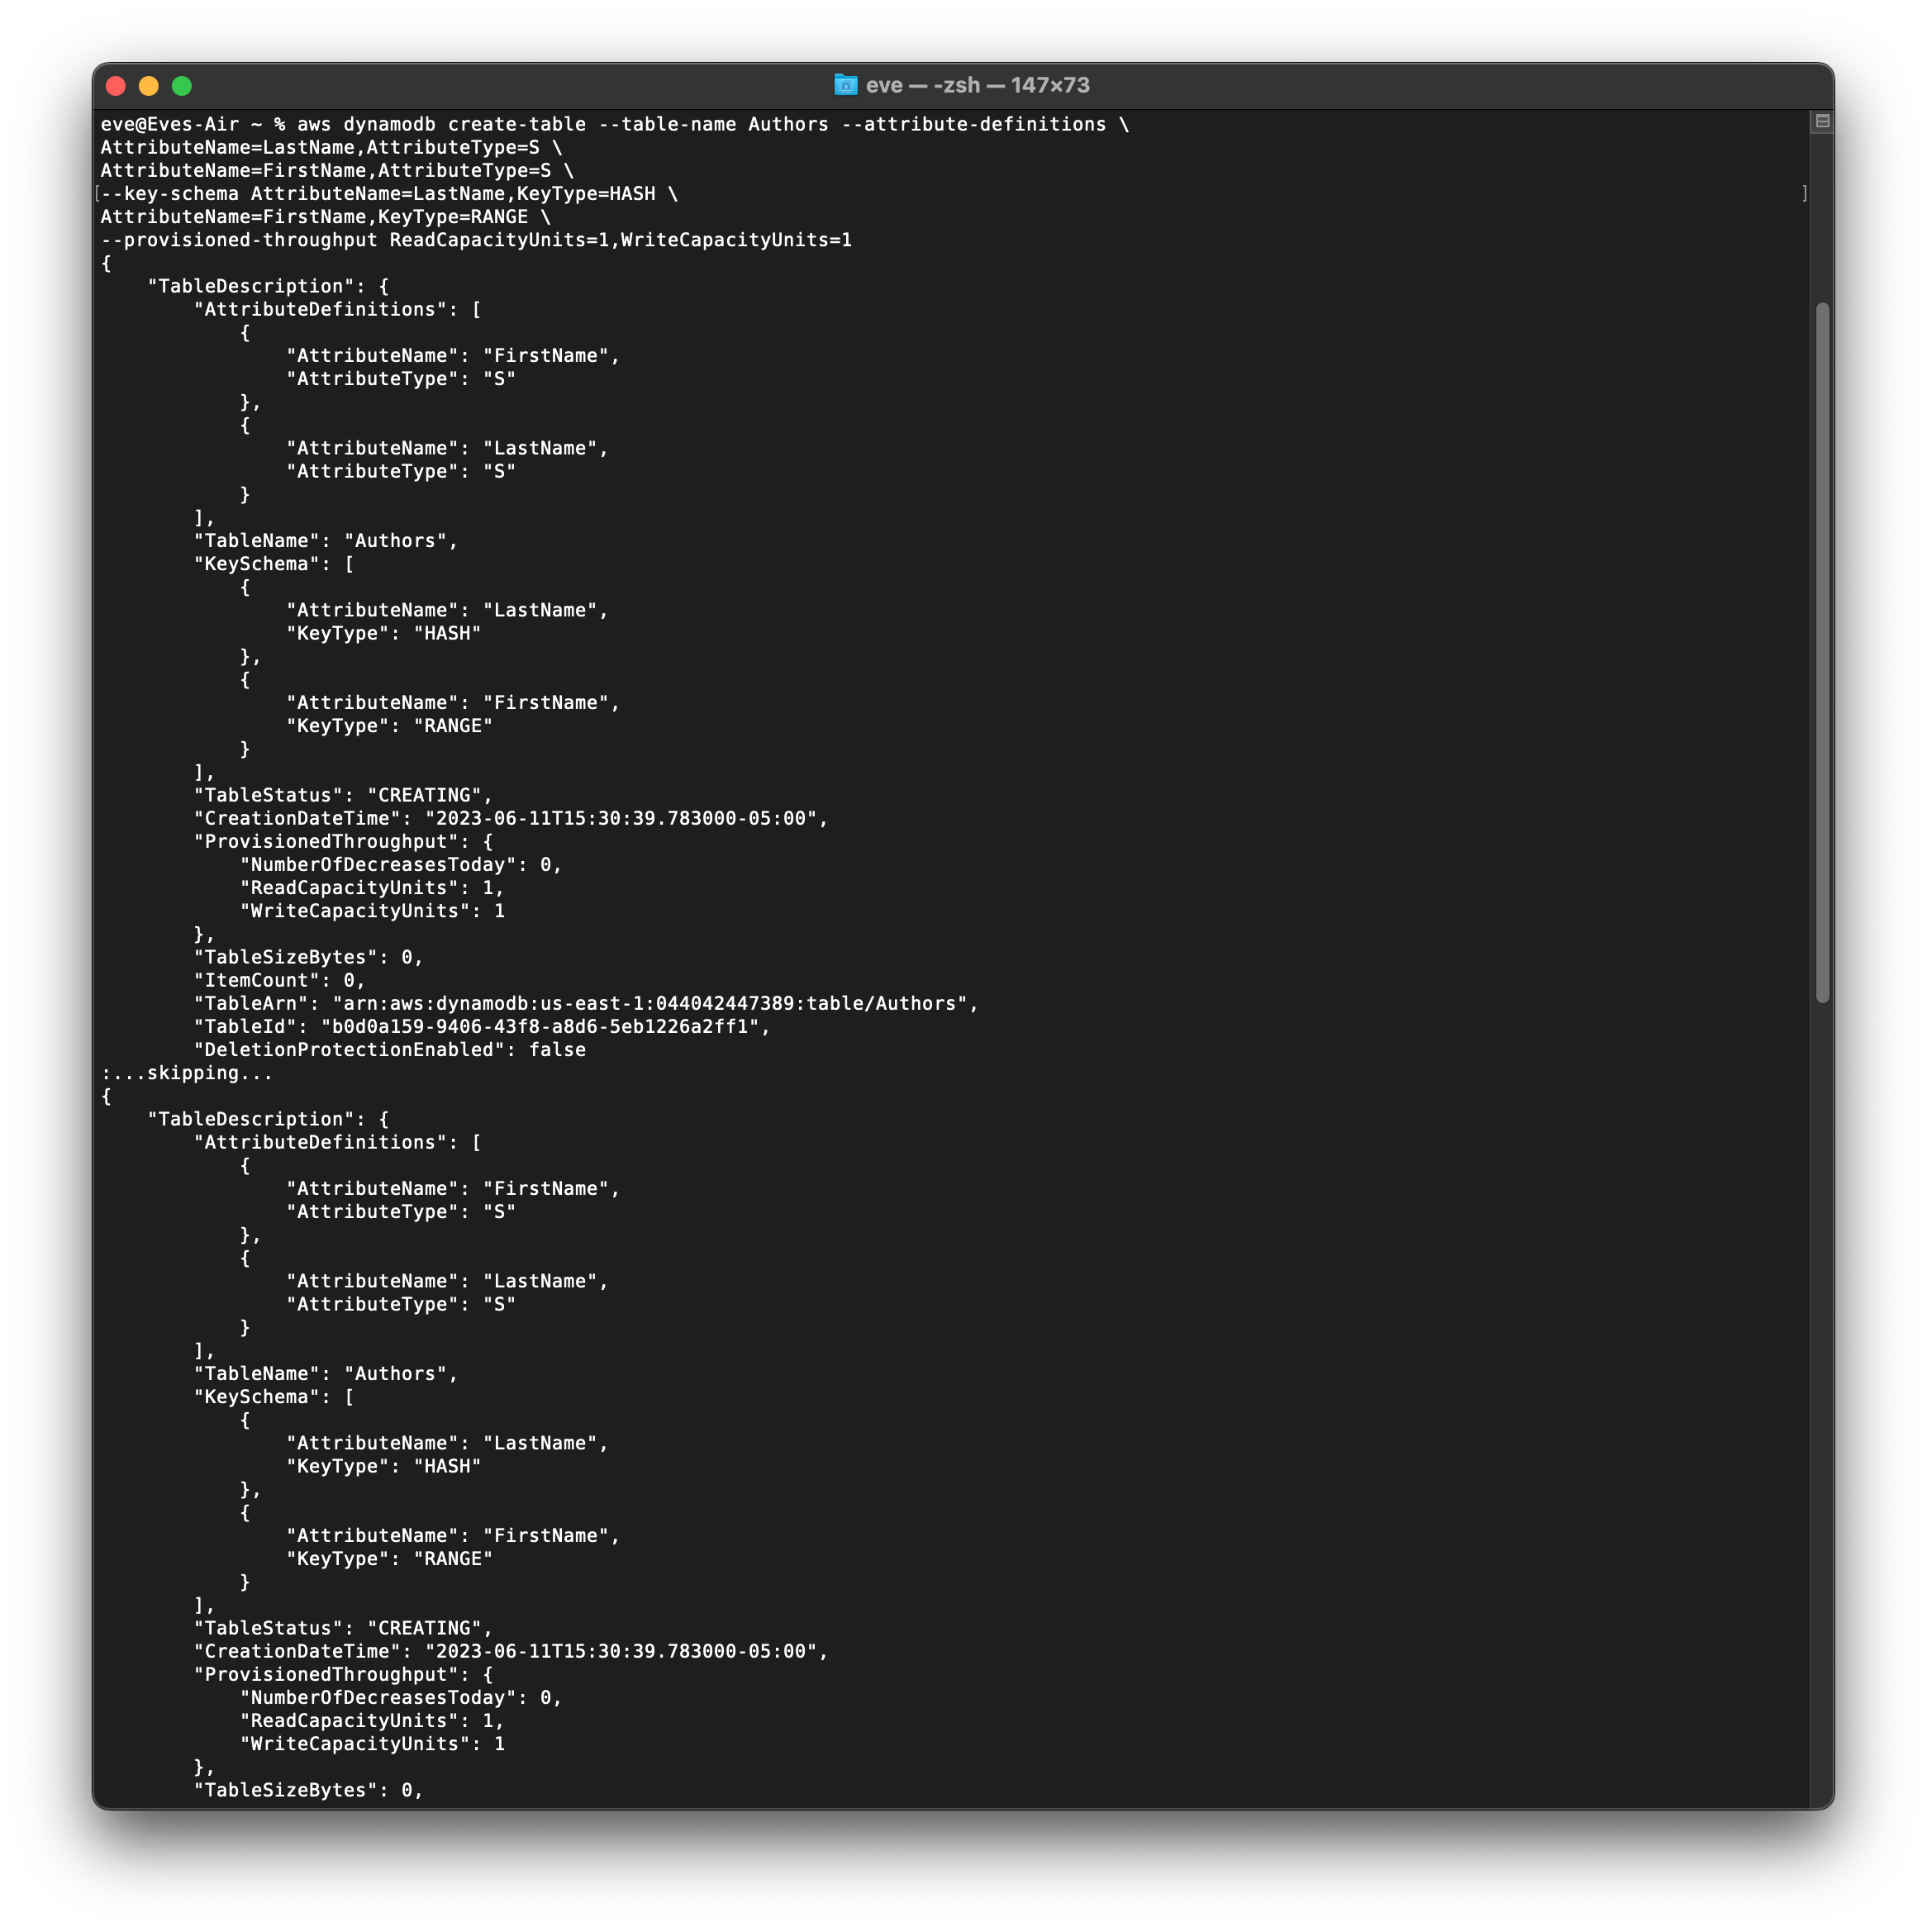 eve — -zsh — 147×73
eve@Eves-Air ~ % aws dynamodb create-table --table-name Authors --attribute-definitions \
AttributeName=LastName,AttributeType=S \
AttributeName=FirstName,AttributeType=S \
[--key-schema AttributeName=LastName,KeyType=HASH \ ]
AttributeName=FirstName,KeyType=RANGE \
--provisioned-throughput ReadCapacityUnits=1,WriteCapacityUnits=1
{
    "TableDescription": {
        "AttributeDefinitions": [
            {
                "AttributeName": "FirstName",
                "AttributeType": "S"
            },
            {
                "AttributeName": "LastName",
                "AttributeType": "S"
            }
        ],
        "TableName": "Authors",
        "KeySchema": [
            {
                "AttributeName": "LastName",
                "KeyType": "HASH"
            },
            {
                "AttributeName": "FirstName",
                "KeyType": "RANGE"
            }
        ],
        "TableStatus": "CREATING",
        "CreationDateTime": "2023-06-11T15:30:39.783000-05:00",
        "ProvisionedThroughput": {
            "NumberOfDecreasesToday": 0,
            "ReadCapacityUnits": 1,
            "WriteCapacityUnits": 1
        },
        "TableSizeBytes": 0,
        "ItemCount": 0,
        "TableArn": "arn:aws:dynamodb:us-east-1:044042447389:table/Authors",
        "TableId": "b0d0a159-9406-43f8-a8d6-5eb1226a2ff1",
        "DeletionProtectionEnabled": false
:...skipping...
{
    "TableDescription": {
        "AttributeDefinitions": [
            {
                "AttributeName": "FirstName",
                "AttributeType": "S"
            },
            {
                "AttributeName": "LastName",
                "AttributeType": "S"
            }
        ],
        "TableName": "Authors",
        "KeySchema": [
            {
                "AttributeName": "LastName",
                "KeyType": "HASH"
            },
            {
                "AttributeName": "FirstName",
                "KeyType": "RANGE"
            }
        ],
        "TableStatus": "CREATING",
        "CreationDateTime": "2023-06-11T15:30:39.783000-05:00",
        "ProvisionedThroughput": {
            "NumberOfDecreasesToday": 0,
            "ReadCapacityUnits": 1,
            "WriteCapacityUnits": 1
        },
        "TableSizeBytes": 0,